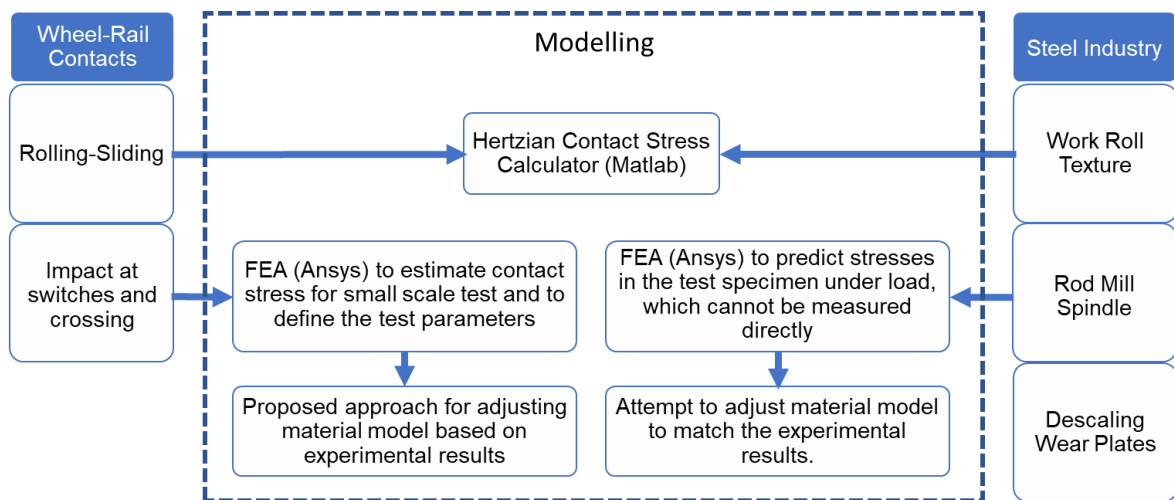 Wheel-Rail
Contacts
Rolling-Sliding
Impact at
switches and
crossing
Modelling
Hertzian Contact Stress
Calculator (Matlab)
FEA (Ansys) to estimate contact
stress for small scale test and to
define the test parameters
FEA (Ansys) to predict stresses
in the test specimen under load,
which cannot be measured
directly
Proposed approach for adjusting
material model based on
experimental results
Attempt to adjust material model
to match the experimental
results.
Steel Industry
Work Roll
Texture
Rod Mill
Spindle
Descaling
Wear Plates